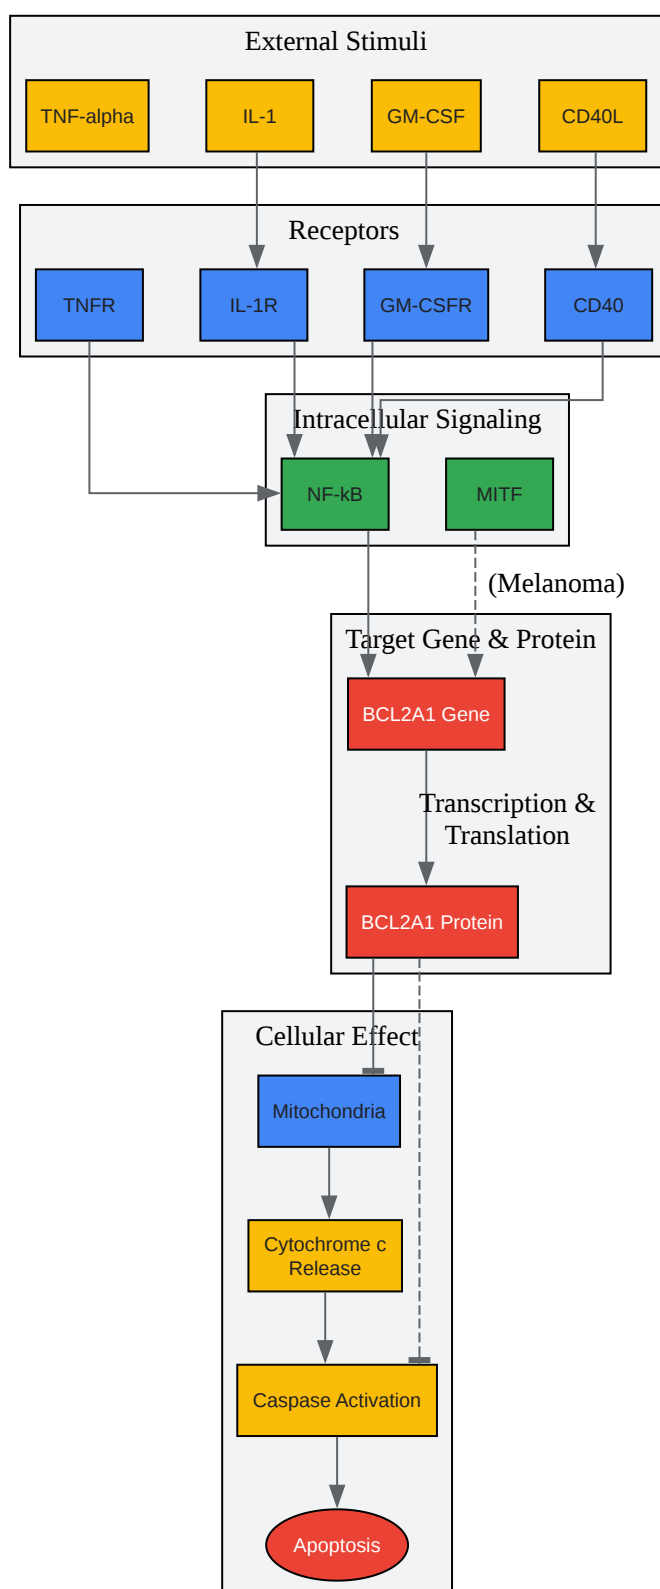 External Stimuli
TNF-alpha
IL-1
GM-CSF
CD40L
Receptors
TNFR
IL-1R
GM-CSFR
CD40
Intracellular Signaling
NF-kB
MITF
(Melanoma)
Target Gene & Protein
BCL2A1 Gene
Transcription &
Translation
BCL2A1 Protein
Cellular Effect
Mitochondria
Cytochrome c
Release
Caspase Activation
Apoptosis